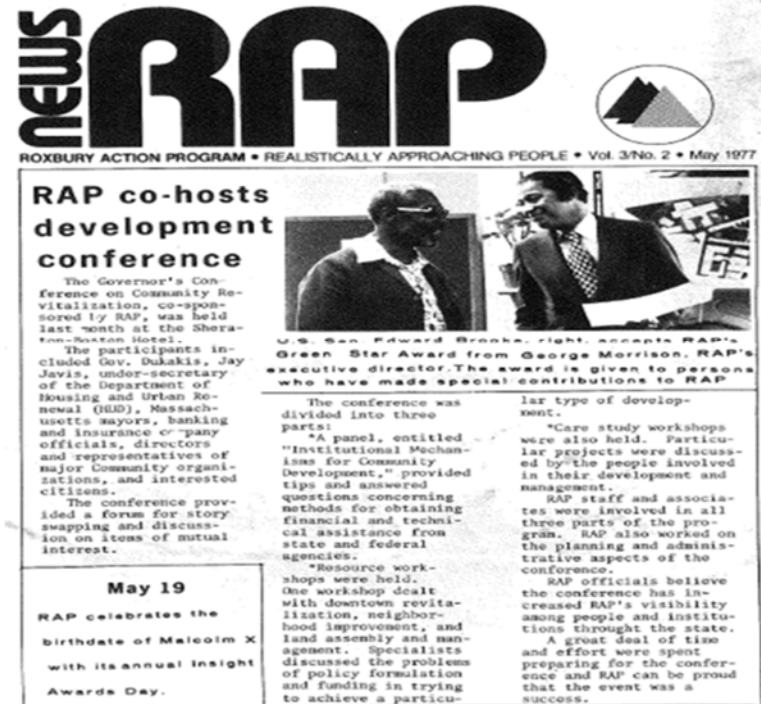 NEWS RAP
ROXBURY ACTION PROGRAM • REALISTICALLY APPROACHING PEOPLE • Vol. 3/No. 2 • May 1977
RAP co-hosts
development
conference
The Governor's Con-
ference on Community Re-
vitalization, co-spon-
sored by RAP, was held
last month at the Shera-
ton-Boston Hotel.
The participants in-
cluded Gov. Dukakis, Jay
Javis, under-secretary
of the Department of
Housing and Urban Re-
newal (HUD), Massach-
usetts mayors, banking
and insurance company
officials, directors
and representatives of
major Community organi-
zations, and interested
citizens.
The conference prov-
ided a forum for story
swapping and discuss-
ion on items of mutual
interest.
May 19
RAP celebrates the
birthdate of Malcolm X
with its annual Insight
Awards Day.
U.S. Sen. Edward Brooke, right, accepts RAP's
Green Star Award from George Morrison, RAP's
executive director. The award is given to persons
who have made special contributions to RAP
The conference was
divided into three
parts:
*A panel, entitled
"Institutional Mechan-
isms for Community
Development," provided
tips and answered
questions concerning
methods for obtaining
financial and techni-
cal assistance from
state and federal
agencies.
*Resource work-
shops were held.
One workshop dealt
with downtown revita-
lization, neighbor-
hood improvement, and
land assembly and man-
agement. Specialists
discussed the problems
of policy formulation
and funding in trying
to achieve a particu-
lar type of develop-
ment.
*Care study workshops
were also held. Particu-
lar projects were discuss-
ed by the people involved
in their development and
management.
RAP staff and associa-
tes were involved in all
three parts of the pro-
gram. RAP also worked on
the planning and adminis-
trative aspects of the
conference.
RAP officials believe
the conference has in-
creased RAP's visibility
among people and institu-
tions throught the state.
A great deal of time
and effort were spent
preparing for the confer-
ence and RAP can be proud
that the event was a
success.